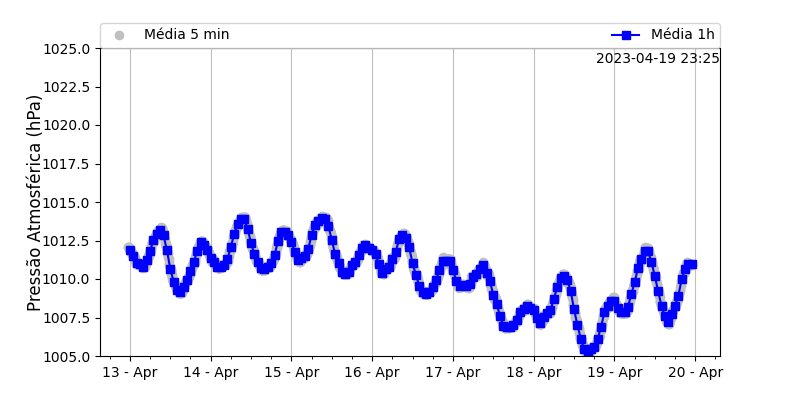 Média 5 min
Média 1h
2023-04-19 23:25
Pressão Atmosférica (hPa)
1025.0
1022.5
1020.0
1017.5
1015.0
1012.5
1010.0
1007.5
1005.0
13 - Apr
14 - Apr
15 - Apr
16 - Apr
17 - Apr
18 - Apr
19 - Apr
20 - Apr